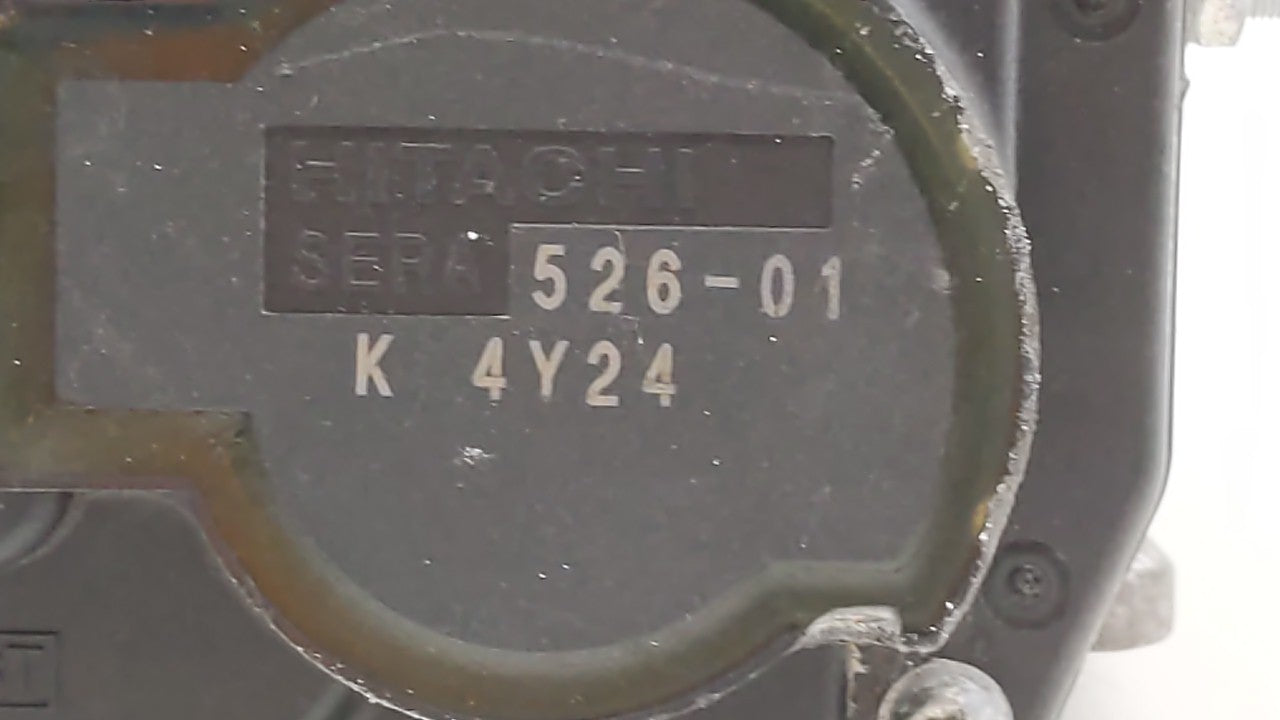 HITACHI
SERA 526-01
K 4Y24